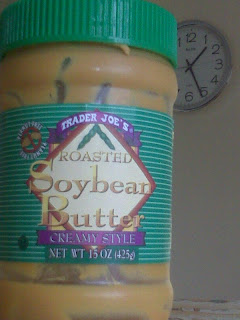 TRADER JOE'S
ROASTED
Soybean
Butter
CREAMY STYLE
NET WT 15 OZ (425g)